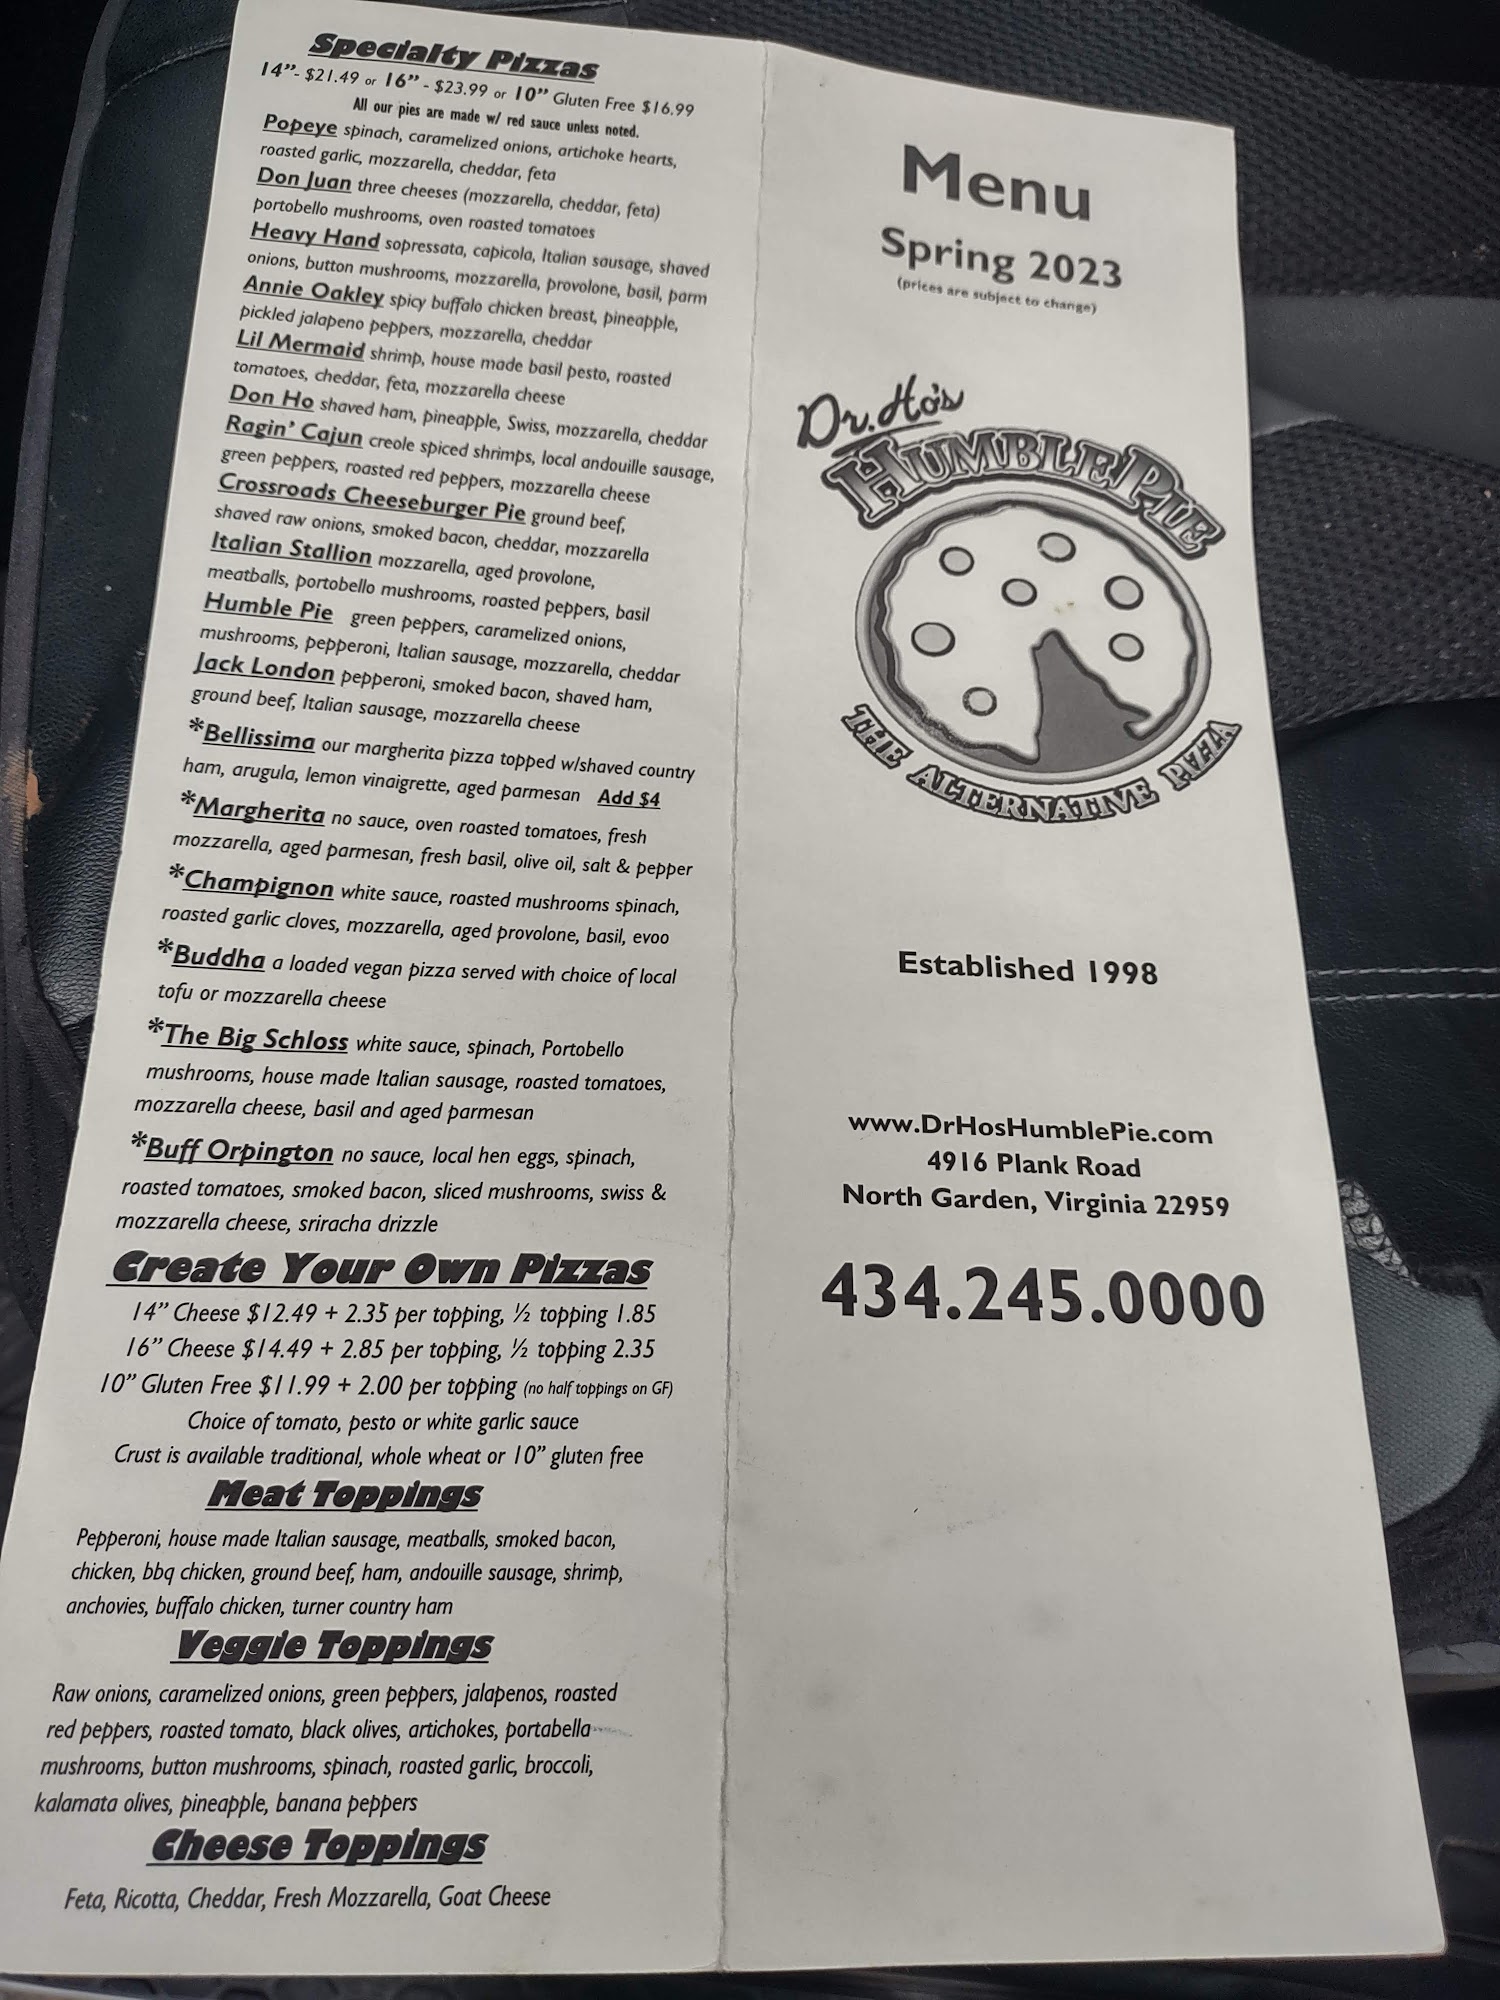 Specialty Pizzas
14”- $21.49 or 16” - $23.99 or 10” Gluten Free $16.99
All our pies are made w/ red sauce unless noted.
Popeye spinach, caramelized onions, artichoke hearts,
roasted garlic, mozzarella, cheddar, feta
Don Juan three cheeses (mozzarella, cheddar, feta)
portobello mushrooms, oven roasted tomatoes
Heavy Hand sopressata, capicola, Italian sausage, shaved
onions, button mushrooms, mozzarella, provolone, basil, parm
Annie Oakley spicy buffalo chicken breast, pineapple,
pickled jalapeno peppers, mozzarella, cheddar
Lil Mermaid shrimp, house made basil pesto, roasted
tomatoes, cheddar, feta, mozzarella cheese
Don Ho shaved ham, pineapple, Swiss, mozzarella, cheddar
Ragin’ Cajun creole spiced shrimps, local andouille sausage,
green peppers, roasted red peppers, mozzarella cheese
Crossroads Cheeseburger Pie ground beef,
shaved raw onions, smoked bacon, cheddar, mozzarella
Italian Stallion mozzarella, aged provolone,
meatballs, portobello mushrooms, roasted peppers, basil
Humble Pie green peppers, caramelized onions,
mushrooms, pepperoni, Italian sausage, mozzarella, cheddar
Jack London pepperoni, smoked bacon, shaved ham,
ground beef, Italian sausage, mozzarella cheese
*Bellissima our margherita pizza topped w/shaved country
ham, arugula, lemon vinaigrette, aged parmesan Add $4
*Margherita no sauce, oven roasted tomatoes, fresh
mozzarella, aged parmesan, fresh basil, olive oil, salt & pepper
*Champignon white sauce, roasted mushrooms spinach,
roasted garlic cloves, mozzarella, aged provolone, basil, evoo
*Buddha a loaded vegan pizza served with choice of local
tofu or mozzarella cheese
*The Big Schloss white sauce, spinach, Portobello
mushrooms, house made Italian sausage, roasted tomatoes,
mozzarella cheese, basil and aged parmesan
*Buff Orpington no sauce, local hen eggs, spinach,
roasted tomatoes, smoked bacon, sliced mushrooms, swiss &
mozzarella cheese, sriracha drizzle
Create Your Own Pizzas
14” Cheese $12.49 + 2.35 per topping, ½ topping 1.85
16” Cheese $14.49 + 2.85 per topping, ½ topping 2.35
10” Gluten Free $11.99 + 2.00 per topping (no half toppings on GF)
Choice of tomato, pesto or white garlic sauce
Crust is available traditional, whole wheat or 10” gluten free
Meat Toppings
Pepperoni, house made Italian sausage, meatballs, smoked bacon,
chicken, bbq chicken, ground beef, ham, andouille sausage, shrimp,
anchovies, buffalo chicken, turner country ham
Veggie Toppings
Raw onions, caramelized onions, green peppers, jalapenos, roasted
red peppers, roasted tomato, black olives, artichokes, portabella
mushrooms, button mushrooms, spinach, roasted garlic, broccoli,
kalamata olives, pineapple, banana peppers
Cheese Toppings
Feta, Ricotta, Cheddar, Fresh Mozzarella, Goat Cheese
Menu
Spring 2023
(prices are subject to change)
Dr. Ho's
HUMBLE PIE
THE ALTERNATIVE PIZZA
Established 1998
www.DrHosHumblePie.com
4916 Plank Road
North Garden, Virginia 22959
434.245.0000